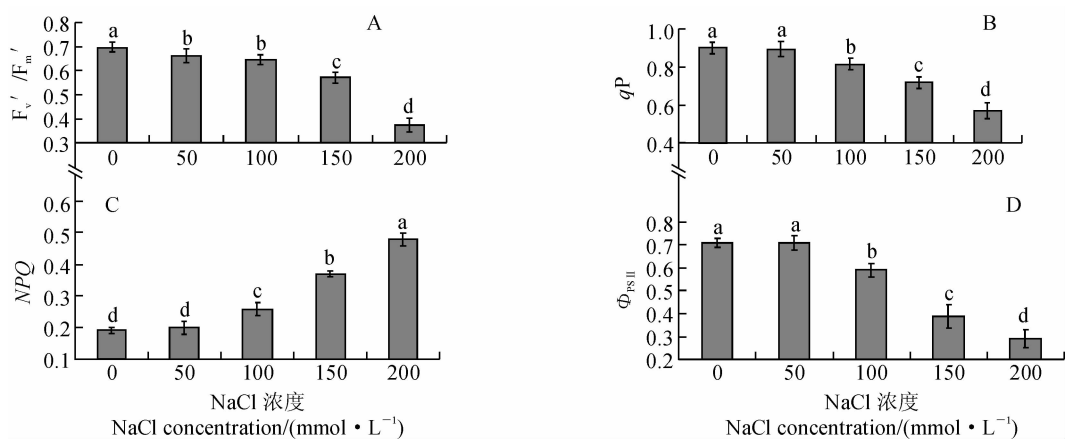 A
F_v′/F_m′
0.8
0.7
0.6
0.5
0.4
0.3
a b b c d
0 50 100 150 200
B
qP
1.0
0.8
0.6
0.4
a a b c d
0 50 100 150 200
C
NPQ
0.6
0.5
0.4
0.3
0.2
0.1
d d c b a
0 50 100 150 200
NaCl 浓度
NaCl concentration/(mmol·L⁻¹)
D
Φ_PSⅡ
0.8
0.7
0.6
0.5
0.4
0.3
0.2
a a b c d
0 50 100 150 200
NaCl 浓度
NaCl concentration/(mmol·L⁻¹)